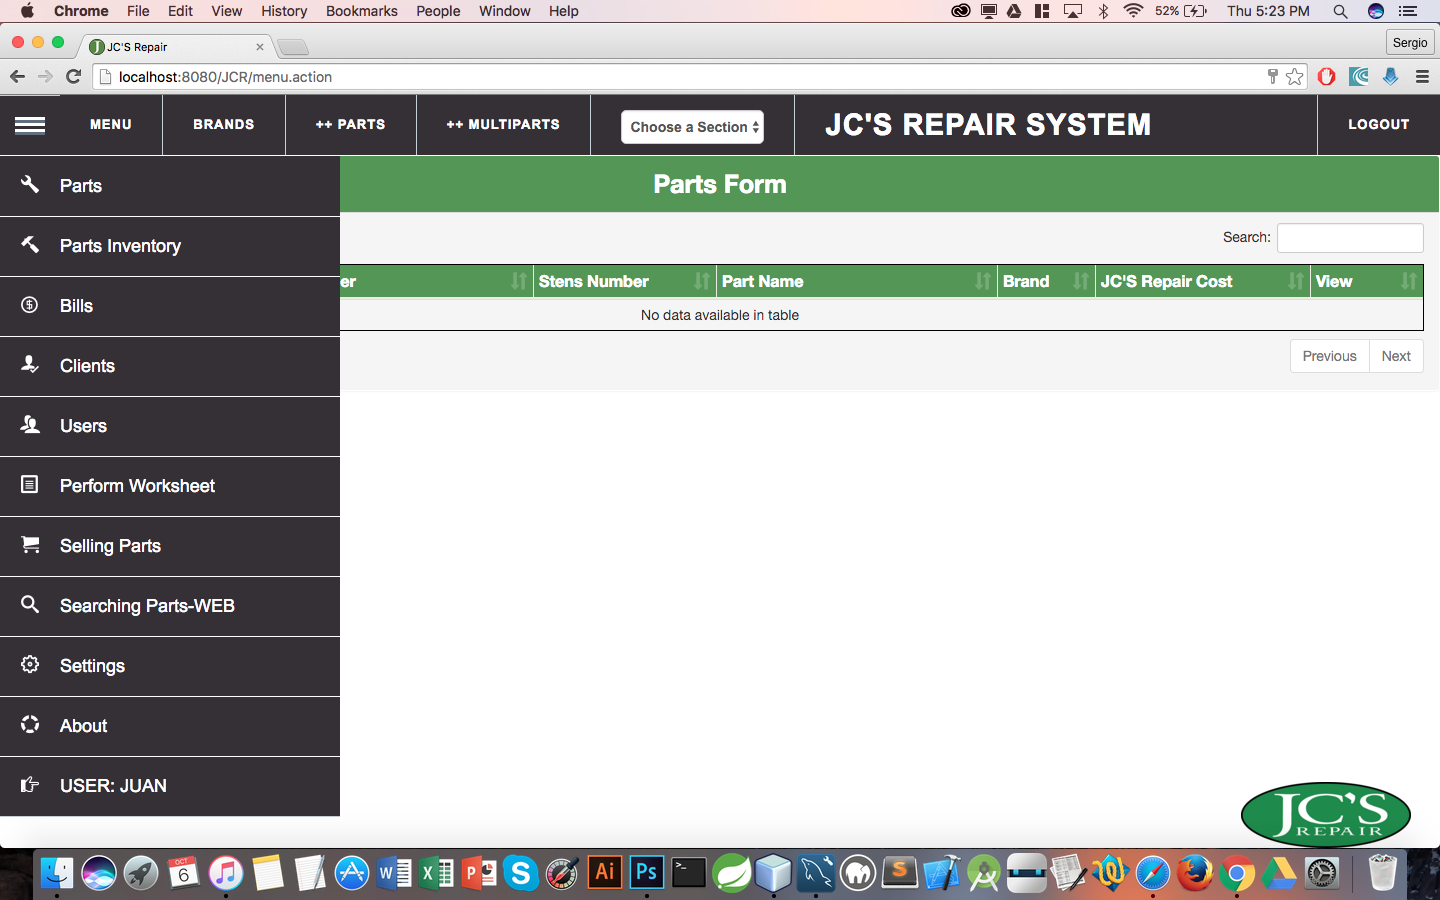 Chrome File Edit View History Bookmarks People Window Help 52% Thu 5:23 PM
JC'S Repair Sergio
localhost:8080/JCR/menu.action
MENU BRANDS ++ PARTS ++ MULTIPARTS Choose a Section JC'S REPAIR SYSTEM LOGOUT
Parts Form
Parts
Search:
Parts Inventory
er Stens Number Part Name Brand JC'S Repair Cost View
Bills
No data available in table
Previous Next
Clients
Users
Perform Worksheet
Selling Parts
Searching Parts-WEB
Settings
About
USER: JUAN
JC'S
REPAIR
OCT
6
W X P S Ai Ps >_ S